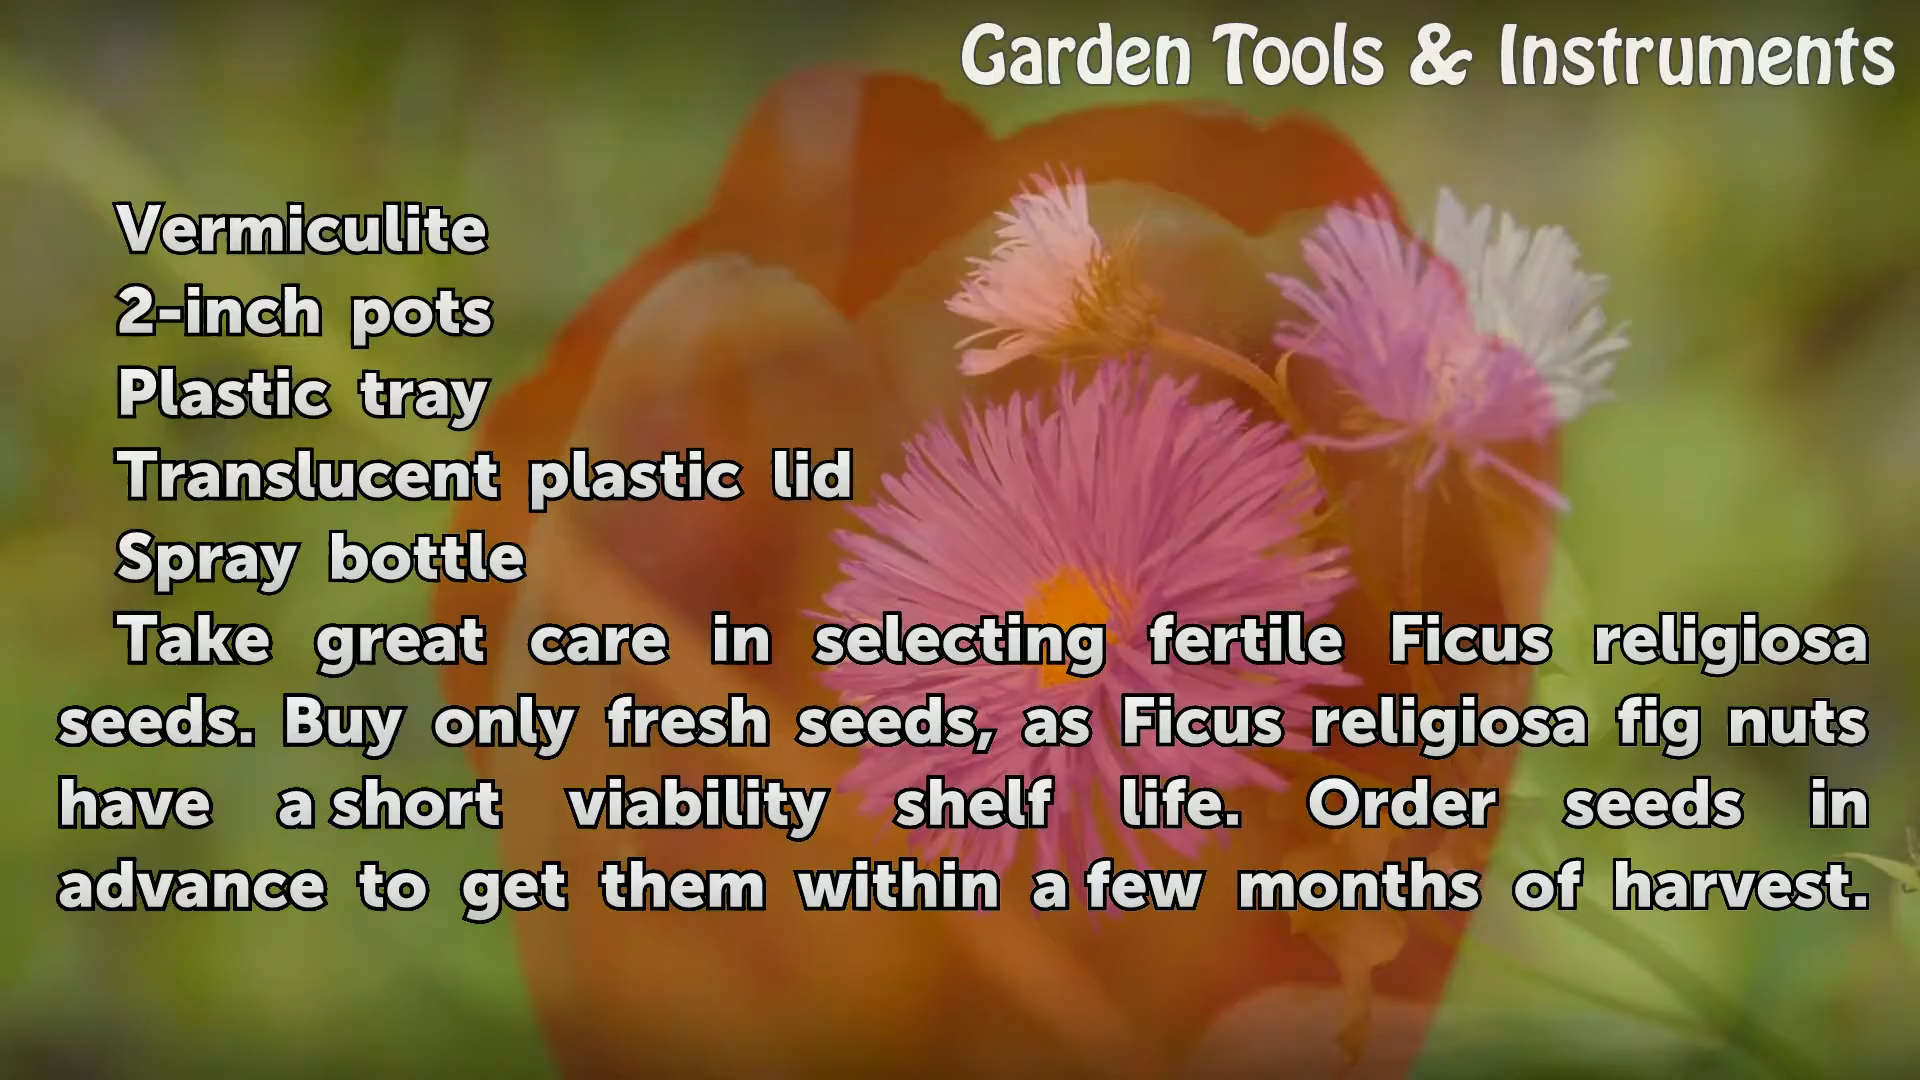 Garden Tools & Instruments
Vermiculite
2-inch pots
Plastic tray
Translucent plastic lid
Spray bottle
Take great care in selecting fertile Ficus religiosa
seeds. Buy only fresh seeds, as Ficus religiosa fig nuts
have a short viability shelf life. Order seeds in
advance to get them within a few months of harvest.